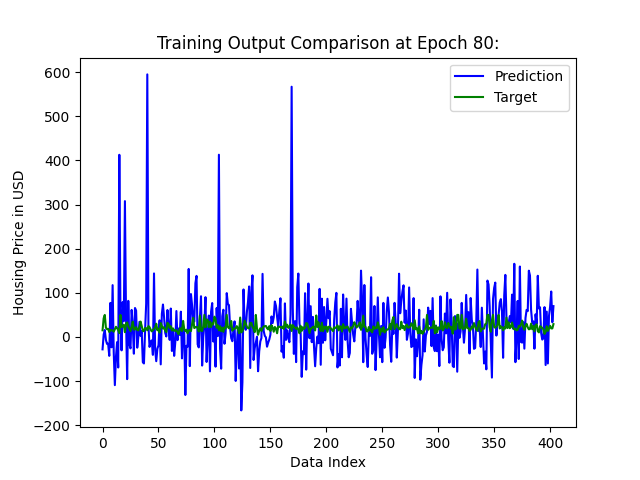 Training Output Comparison at Epoch 80:
Prediction
Target
Housing Price in USD
600
500
400
300
200
100
0
−100
−200
0 50 100 150 200 250 300 350 400
Data Index